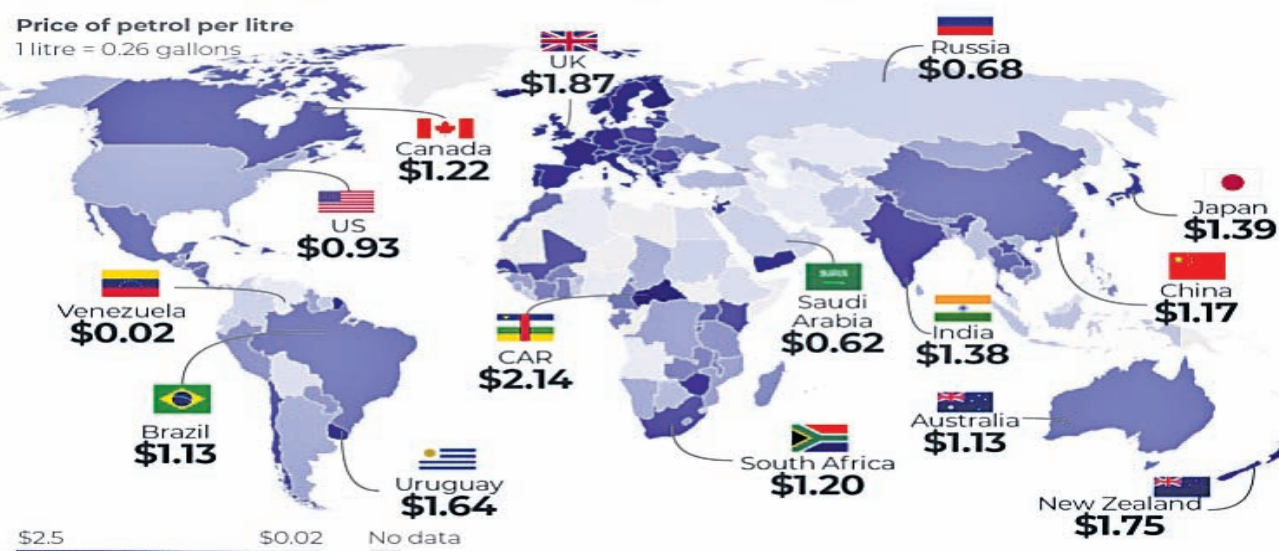 Price of petrol per litre
1 litre = 0.26 gallons
UK
$1.87
Russia
$0.68
Canada
$1.22
US
$0.93
Japan
$1.39
Venezuela
$0.02
China
$1.17
Saudi
Arabia
$0.62
India
$1.38
CAR
$2.14
Brazil
$1.13
Australia
$1.13
South Africa
$1.20
Uruguay
$1.64
New Zealand
$1.75
$2.5 $0.02 No data